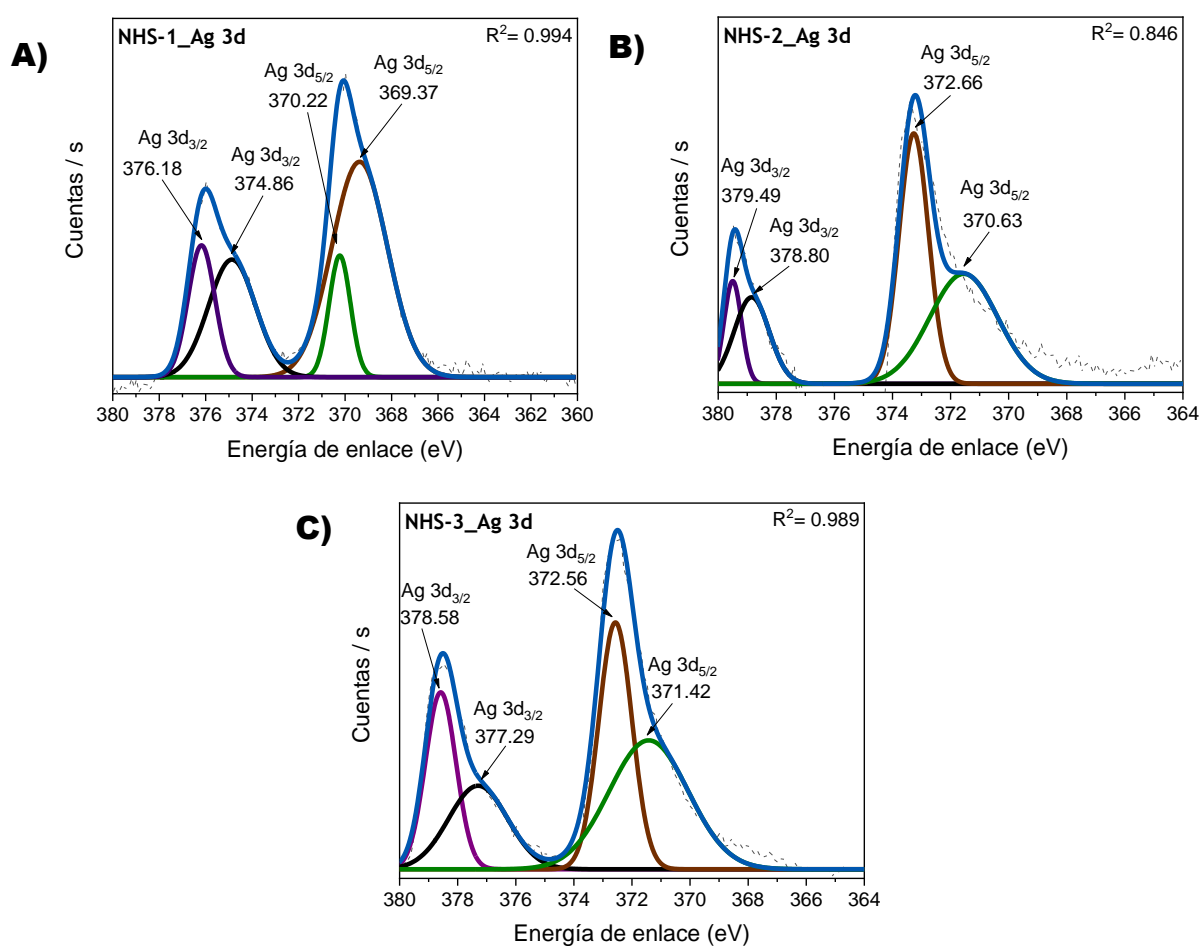 A)
NHS-1_Ag 3d
R²= 0.994
Ag 3d₅/₂
370.22
Ag 3d₅/₂
369.37
Ag 3d₃/₂
376.18
Ag 3d₃/₂
374.86
Cuentas / s
380 378 376 374 372 370 368 366 364 362 360
Energía de enlace (eV)
B)
NHS-2_Ag 3d
R²= 0.846
Ag 3d₅/₂
372.66
Ag 3d₃/₂
379.49
Ag 3d₃/₂
378.80
Ag 3d₅/₂
370.63
Cuentas / s
380 378 376 374 372 370 368 366 364
Energía de enlace (eV)
C)
NHS-3_Ag 3d
R²= 0.989
Ag 3d₅/₂
372.56
Ag 3d₃/₂
378.58
Ag 3d₅/₂
371.42
Ag 3d₃/₂
377.29
Cuentas / s
380 378 376 374 372 370 368 366 364
Energía de enlace (eV)